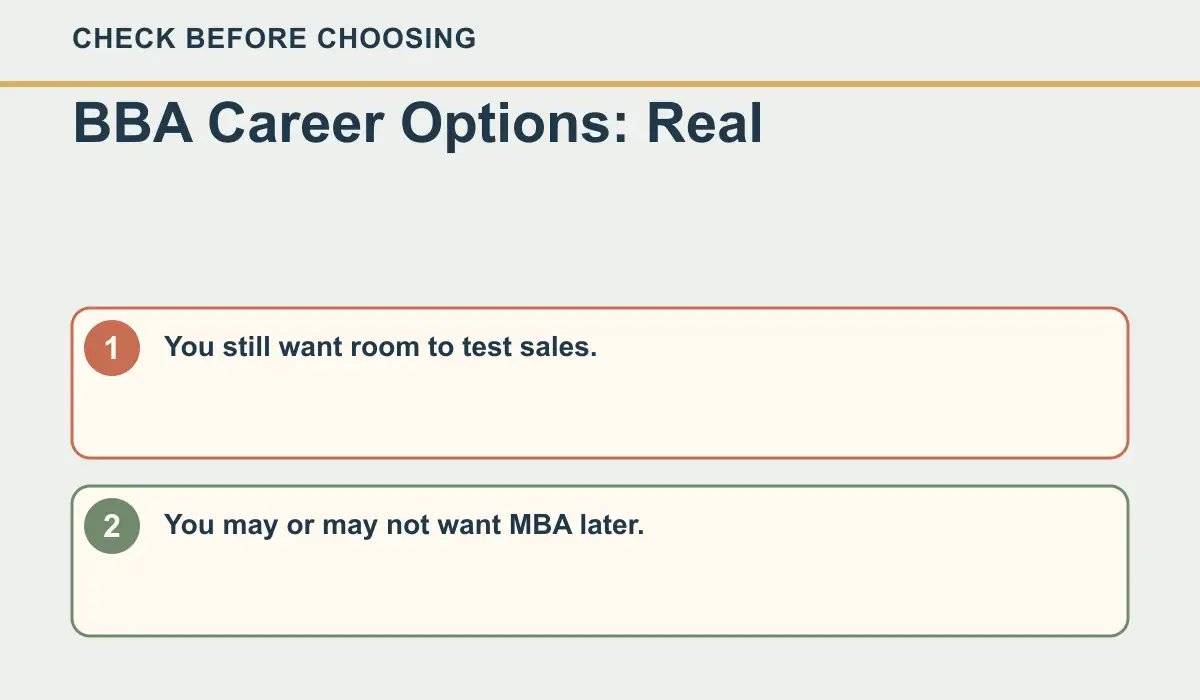 CHECK BEFORE CHOOSING
BBA Career Options: Real
1 You still want room to test sales.
2 You may or may not want MBA later.